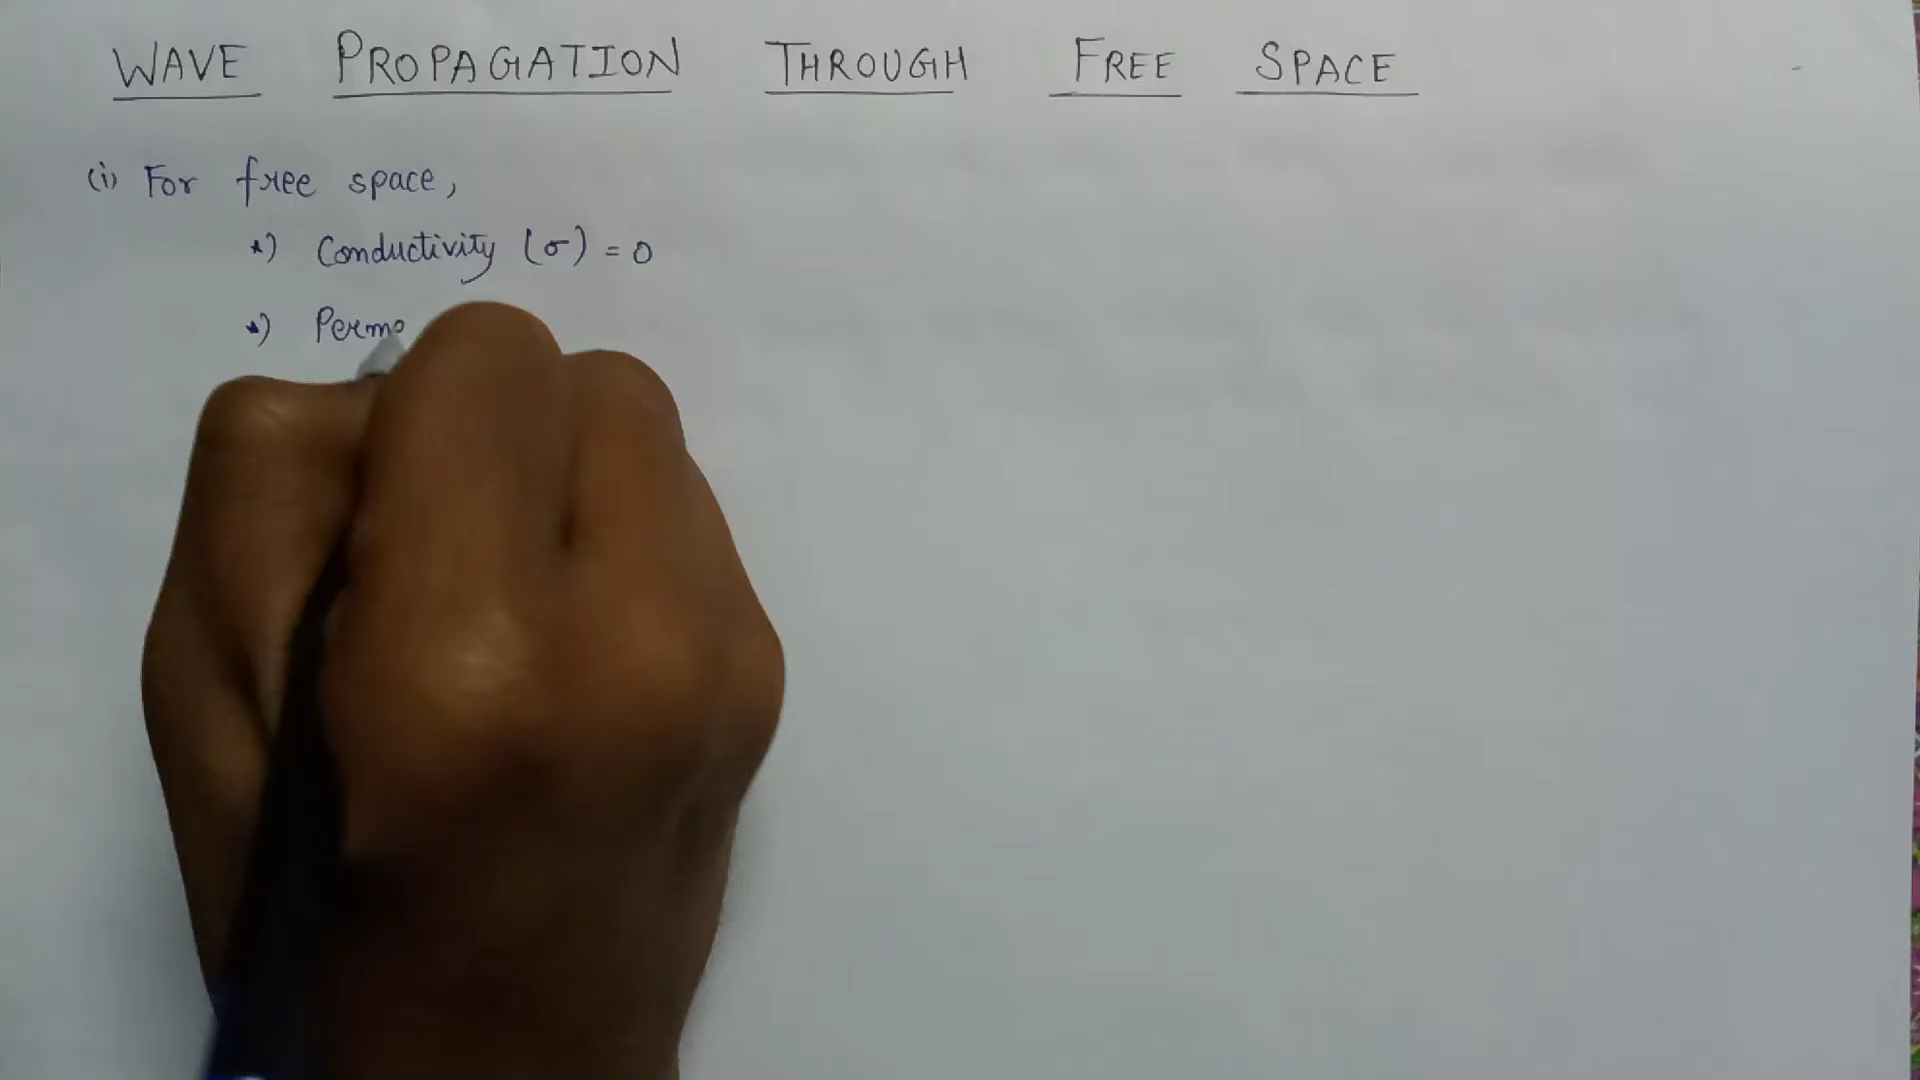 WAVE PROPAGATION THROUGH FREE SPACE
(i) For free space,
*) Conductivity (σ) = 0
*) Perme